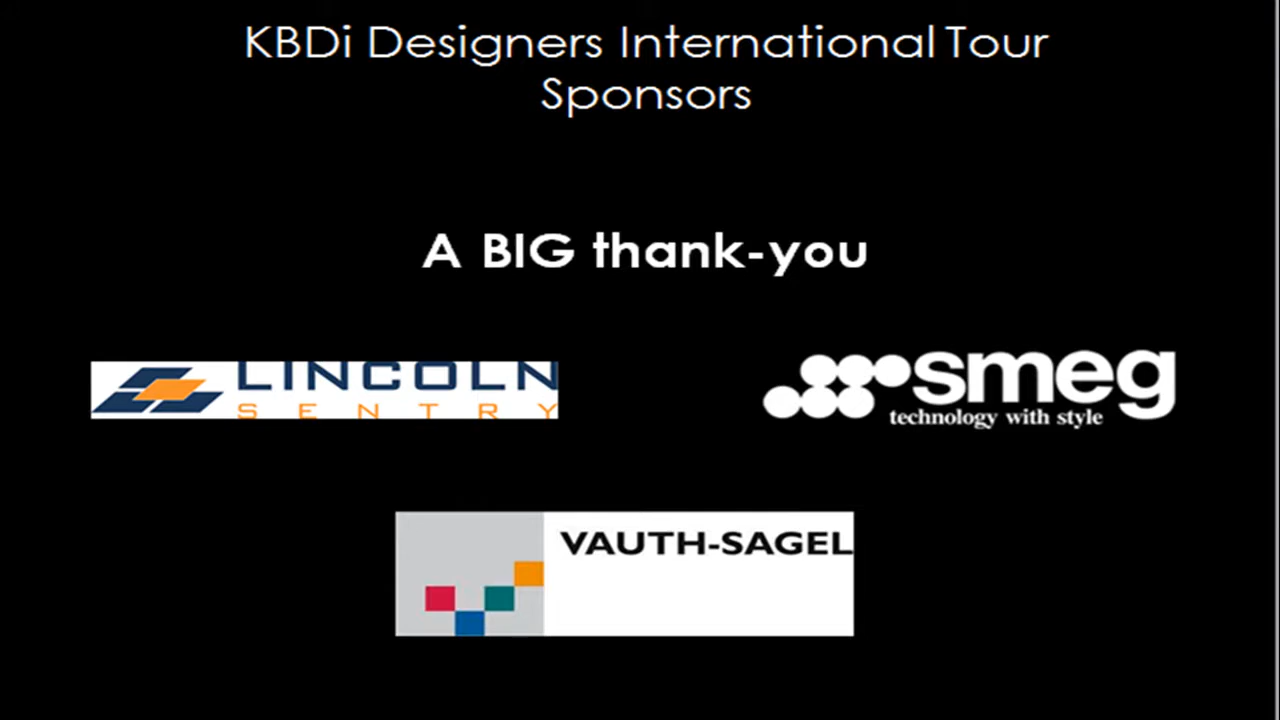 KBDi Designers International Tour
Sponsors
A BIG thank-you
LINCOLN
SENTRY
smeg
technology with style
VAUTH-SAGEL